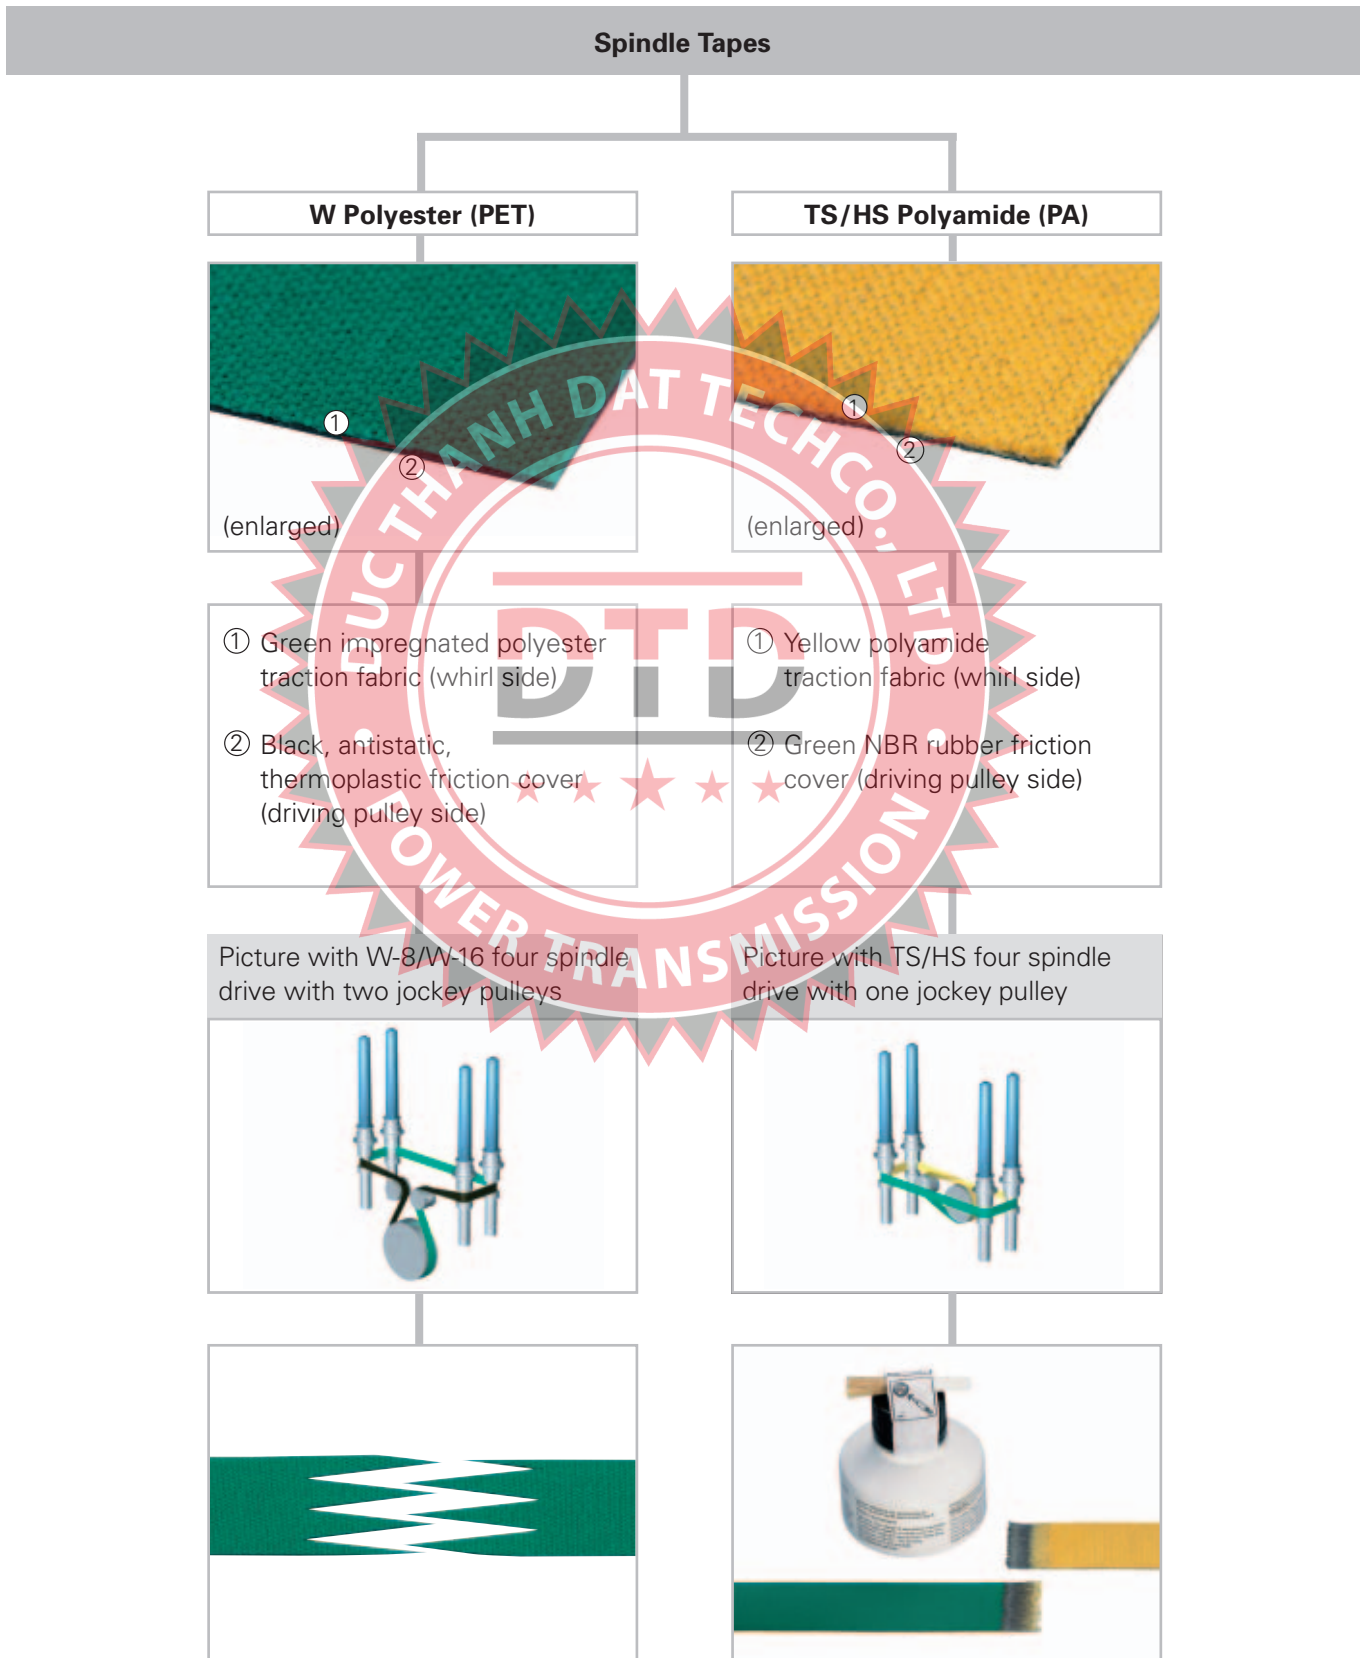 Spindle Tapes
W Polyester (PET)
TS/HS Polyamide (PA)
①
②
(enlarged)
①
②
(enlarged)
① Green impregnated polyester
traction fabric (whirl side)
② Black, antistatic,
thermoplastic friction cover
(driving pulley side)
① Yellow polyamide
traction fabric (whirl side)
② Green NBR rubber friction
cover (driving pulley side)
Picture with W-8/W-16 four spindle
drive with two jockey pulleys
Picture with TS/HS four spindle
drive with one jockey pulley
DUC THANH DAT TECHCO., LTD
DTD
POWER TRANSMISSION